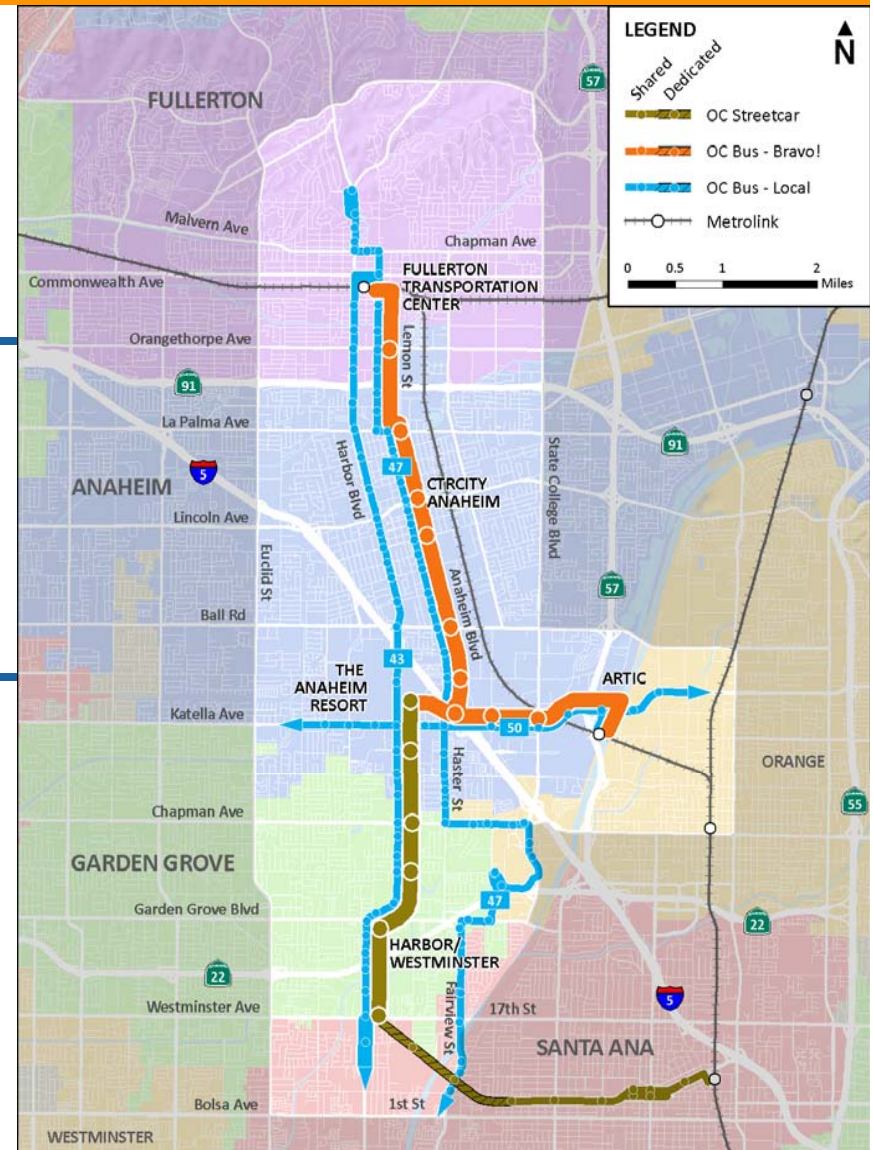 LEGEND
N
Shared
Dedicated
OC Streetcar
OC Bus - Bravo!
OC Bus - Local
Metrolink
0 0.5 1 2
Miles
57
FULLERTON
Malvern Ave
Chapman Ave
Commonwealth Ave
FULLERTON
TRANSPORTATION
CENTER
Orangethorpe Ave
Lemon St
91
La Palma Ave
91
5
47
Harbor Blvd
State College Blvd
ANAHEIM
CTRCITY
ANAHEIM
Lincoln Ave
Euclid St
Anaheim Blvd
57
Ball Rd
43
THE
ANAHEIM
RESORT
ARTIC
Katella Ave
50
Haster St
ORANGE
55
Chapman Ave
GARDEN GROVE
47
Garden Grove Blvd
22
HARBOR/
WESTMINSTER
22
Fairview St
5
Westminster Ave
17th St
SANTA ANA
Bolsa Ave
1st St
WESTMINSTER